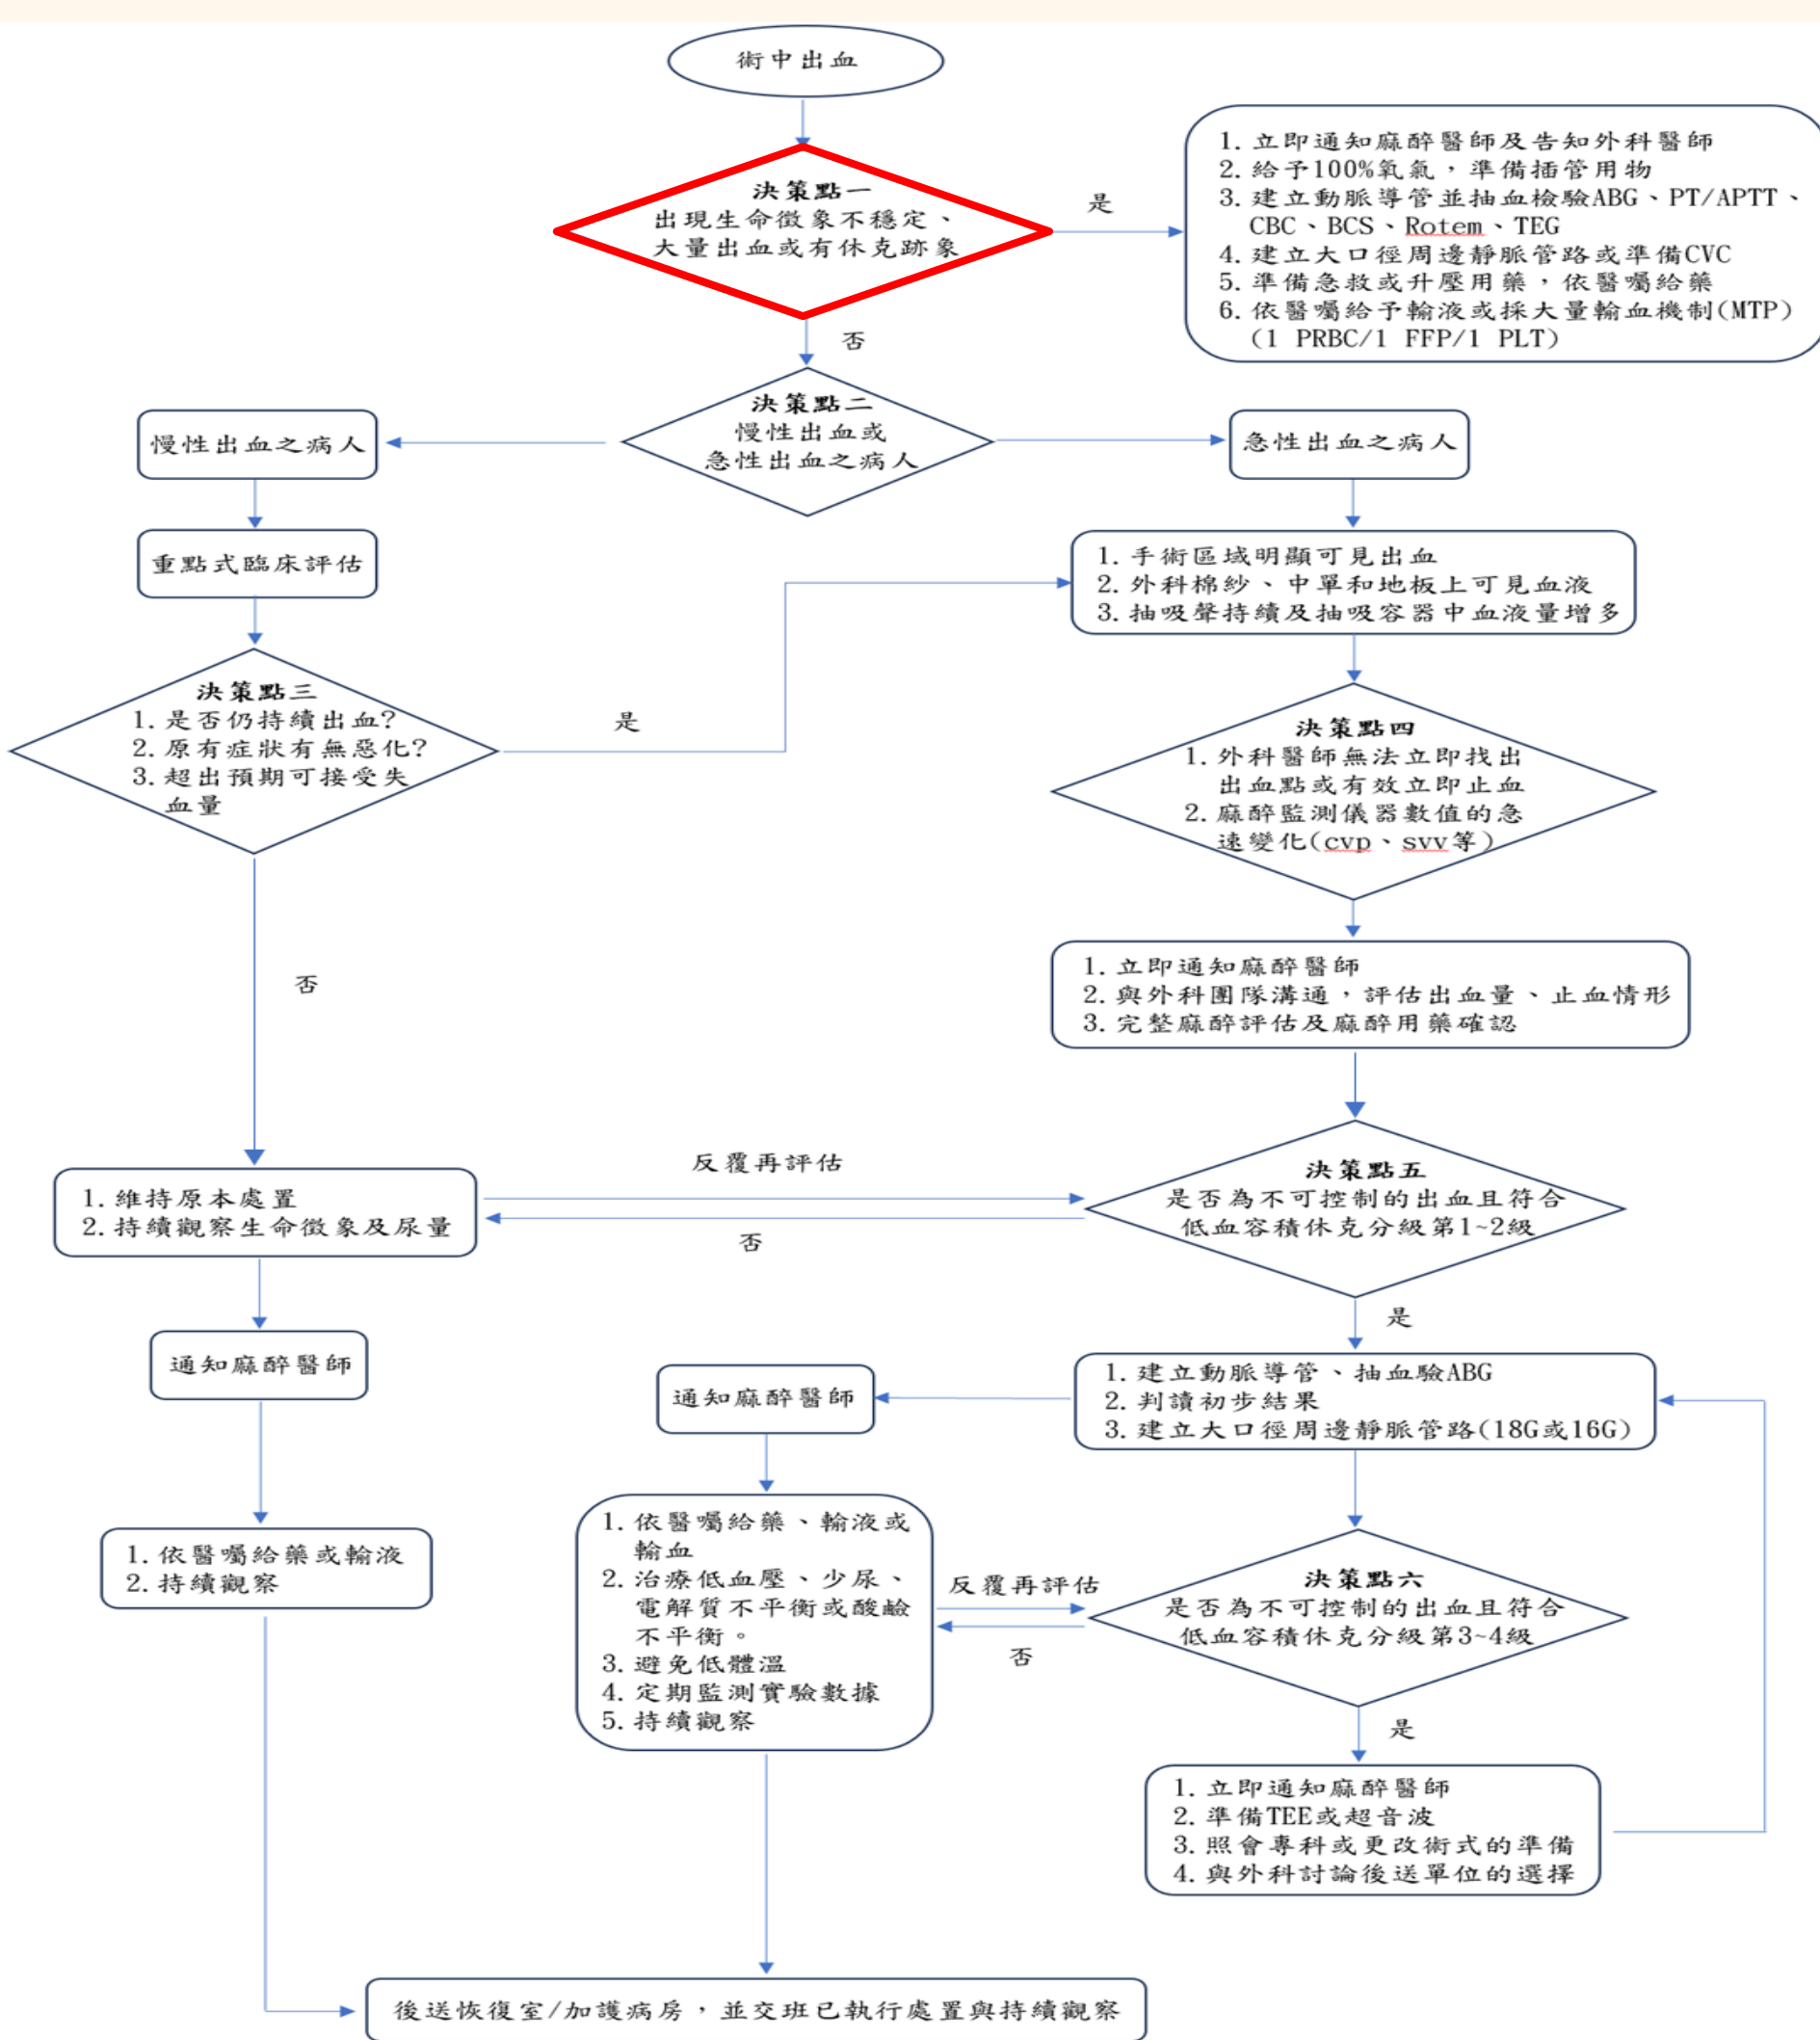 術中出血
決策點一
出現生命徵象不穩定、
大量出血或有休克跡象
是
1. 立即通知麻醉醫師及告知外科醫師
2. 給予100%氧氣，準備插管用物
3. 建立動脈導管並抽血檢驗ABG、PT/APTT、
CBC、BCS、Rotem、TEG
4. 建立大口徑周邊靜脈管路或準備CVC
5. 準備急救或升壓用藥，依醫囑給藥
6. 依醫囑給予輸液或採大量輸血機制(MTP)
(1 PRBC/1 FFP/1 PLT)
否
決策點二
慢性出血或
急性出血之病人
慢性出血之病人
急性出血之病人
重點式臨床評估
1. 手術區域明顯可見出血
2. 外科棉紗、中單和地板上可見血液
3. 抽吸聲持續及抽吸容器中血液量增多
決策點三
1. 是否仍持續出血?
2. 原有症狀有無惡化?
3. 超出預期可接受失
血量
是
決策點四
1. 外科醫師無法立即找出
出血點或有效立即止血
2. 麻醉監測儀器數值的急
速變化(cvp、svv等)
否
1. 立即通知麻醉醫師
2. 與外科團隊溝通，評估出血量、止血情形
3. 完整麻醉評估及麻醉用藥確認
1. 維持原本處置
2. 持續觀察生命徵象及尿量
反覆再評估
否
決策點五
是否為不可控制的出血且符合
低血容積休克分級第1~2級
是
通知麻醉醫師
通知麻醉醫師
1. 建立動脈導管、抽血驗ABG
2. 判讀初步結果
3. 建立大口徑周邊靜脈管路(18G或16G)
1. 依醫囑給藥或輸液
2. 持續觀察
1. 依醫囑給藥、輸液或
輸血
2. 治療低血壓、少尿、
電解質不平衡或酸鹼
不平衡。
3. 避免低體溫
4. 定期監測實驗數據
5. 持續觀察
反覆再評估
否
決策點六
是否為不可控制的出血且符合
低血容積休克分級第3~4級
是
1. 立即通知麻醉醫師
2. 準備TEE或超音波
3. 照會專科或更改術式的準備
4. 與外科討論後送單位的選擇
後送恢復室/加護病房，並交班已執行處置與持續觀察